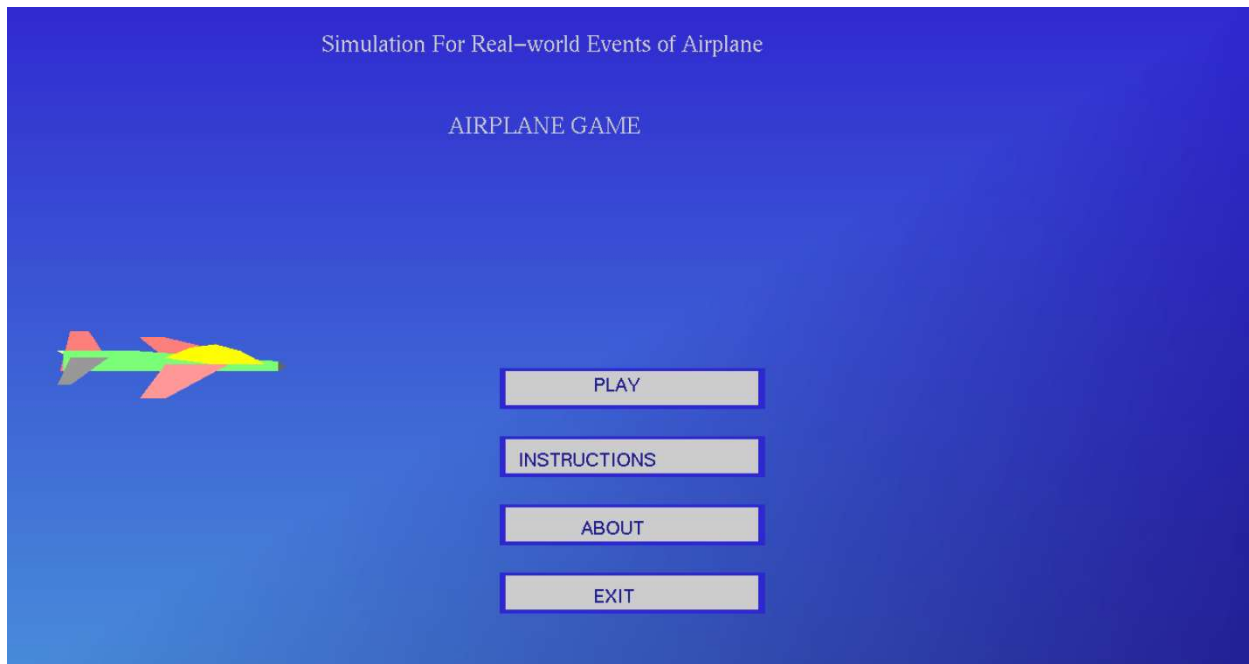 Simulation For Real-world Events of Airplane
AIRPLANE GAME
PLAY
INSTRUCTIONS
ABOUT
EXIT